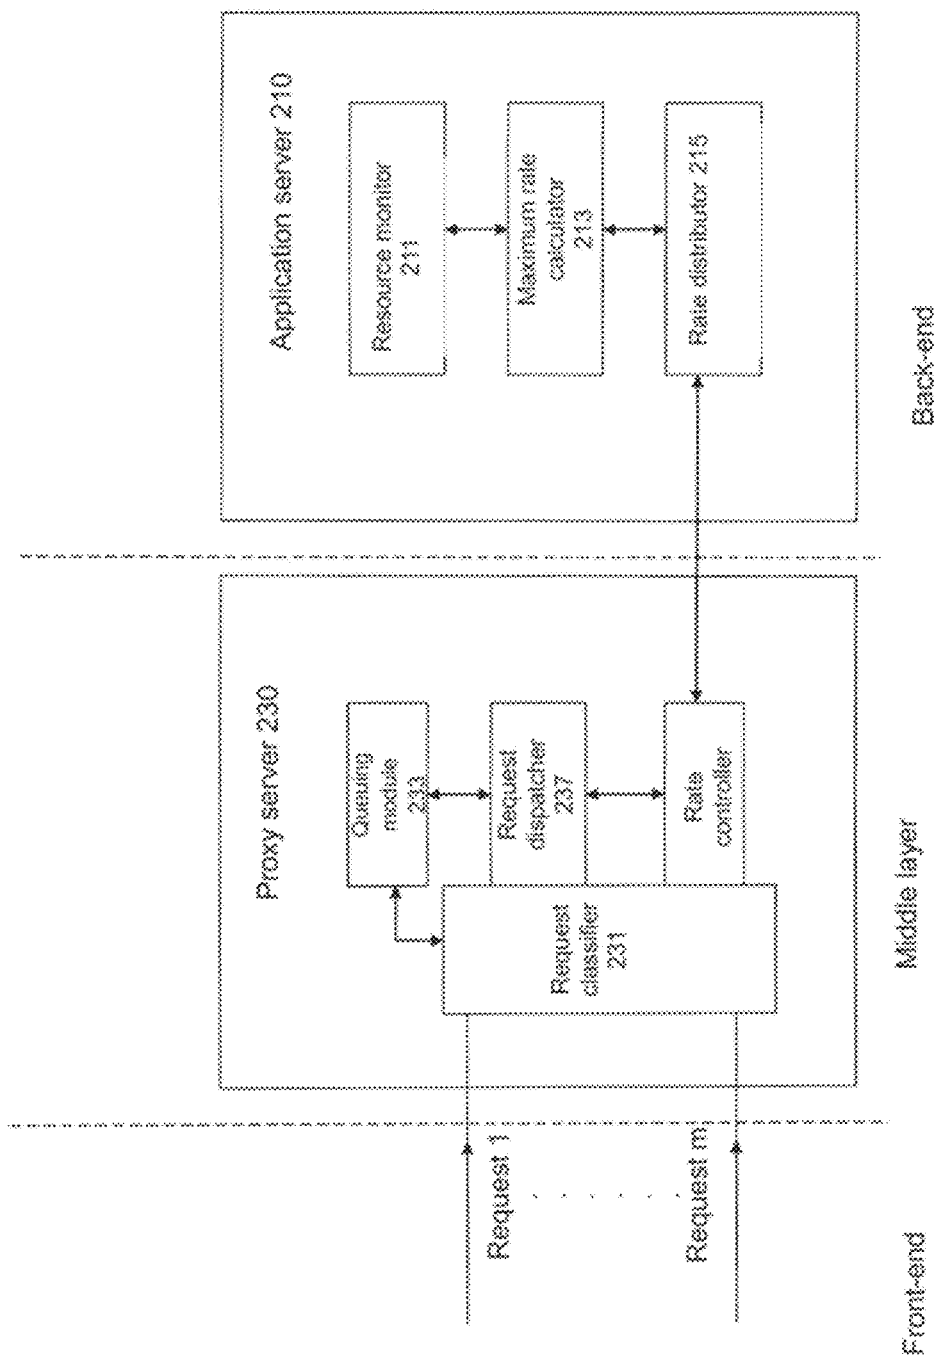 Application server 210
Resource monitor
211
Maximum rate
calculator
213
Rate distributor 215
Back-end
Proxy server 230
Queuing
module
233
Request
dispatcher
237
Rate
controller
Request
classifier
231
Middle layer
Request 1
. . . . . .
Request m
Front-end